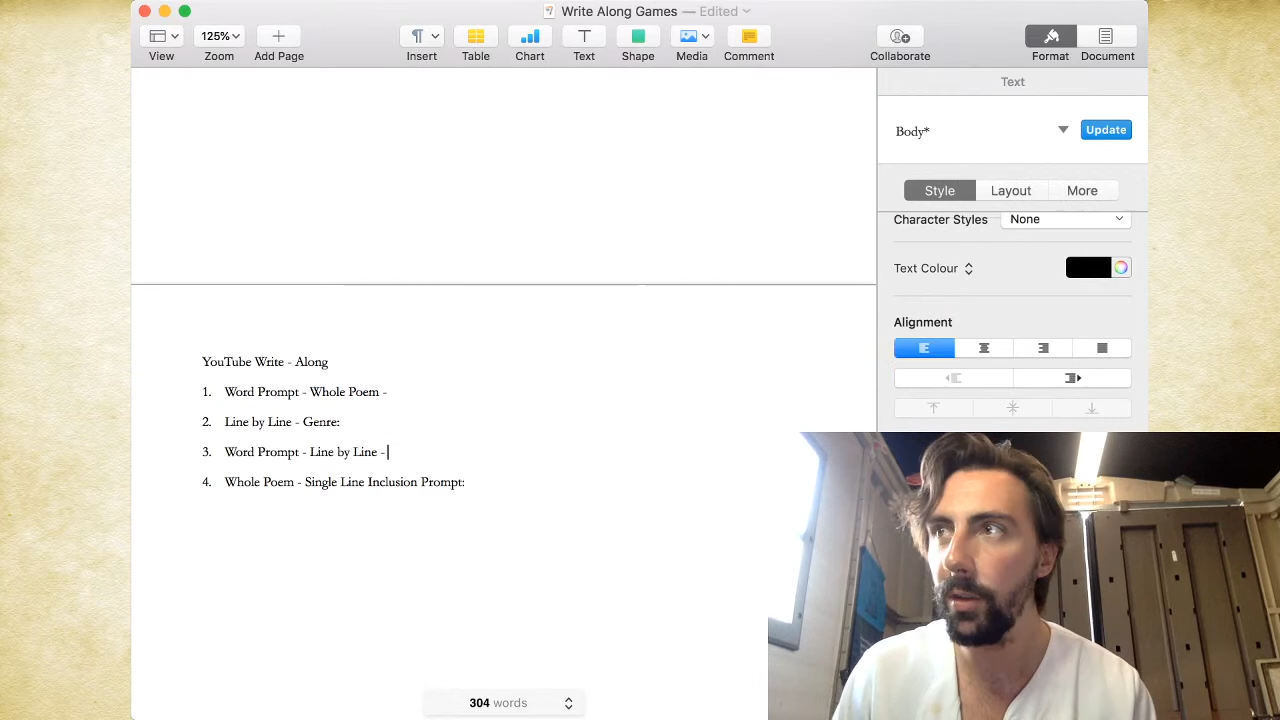 Write Along Games — Edited
View
125%
Zoom
Add Page
Insert
Table
Chart
Text
Shape
Media
Comment
Collaborate
Format
Document
Text
Body*
Update
Style
Layout
More
Character Styles
None
Text Colour
Alignment
YouTube Write - Along
1. Word Prompt - Whole Poem -
2. Line by Line - Genre:
3. Word Prompt - Line by Line -
4. Whole Poem - Single Line Inclusion Prompt:
304 words